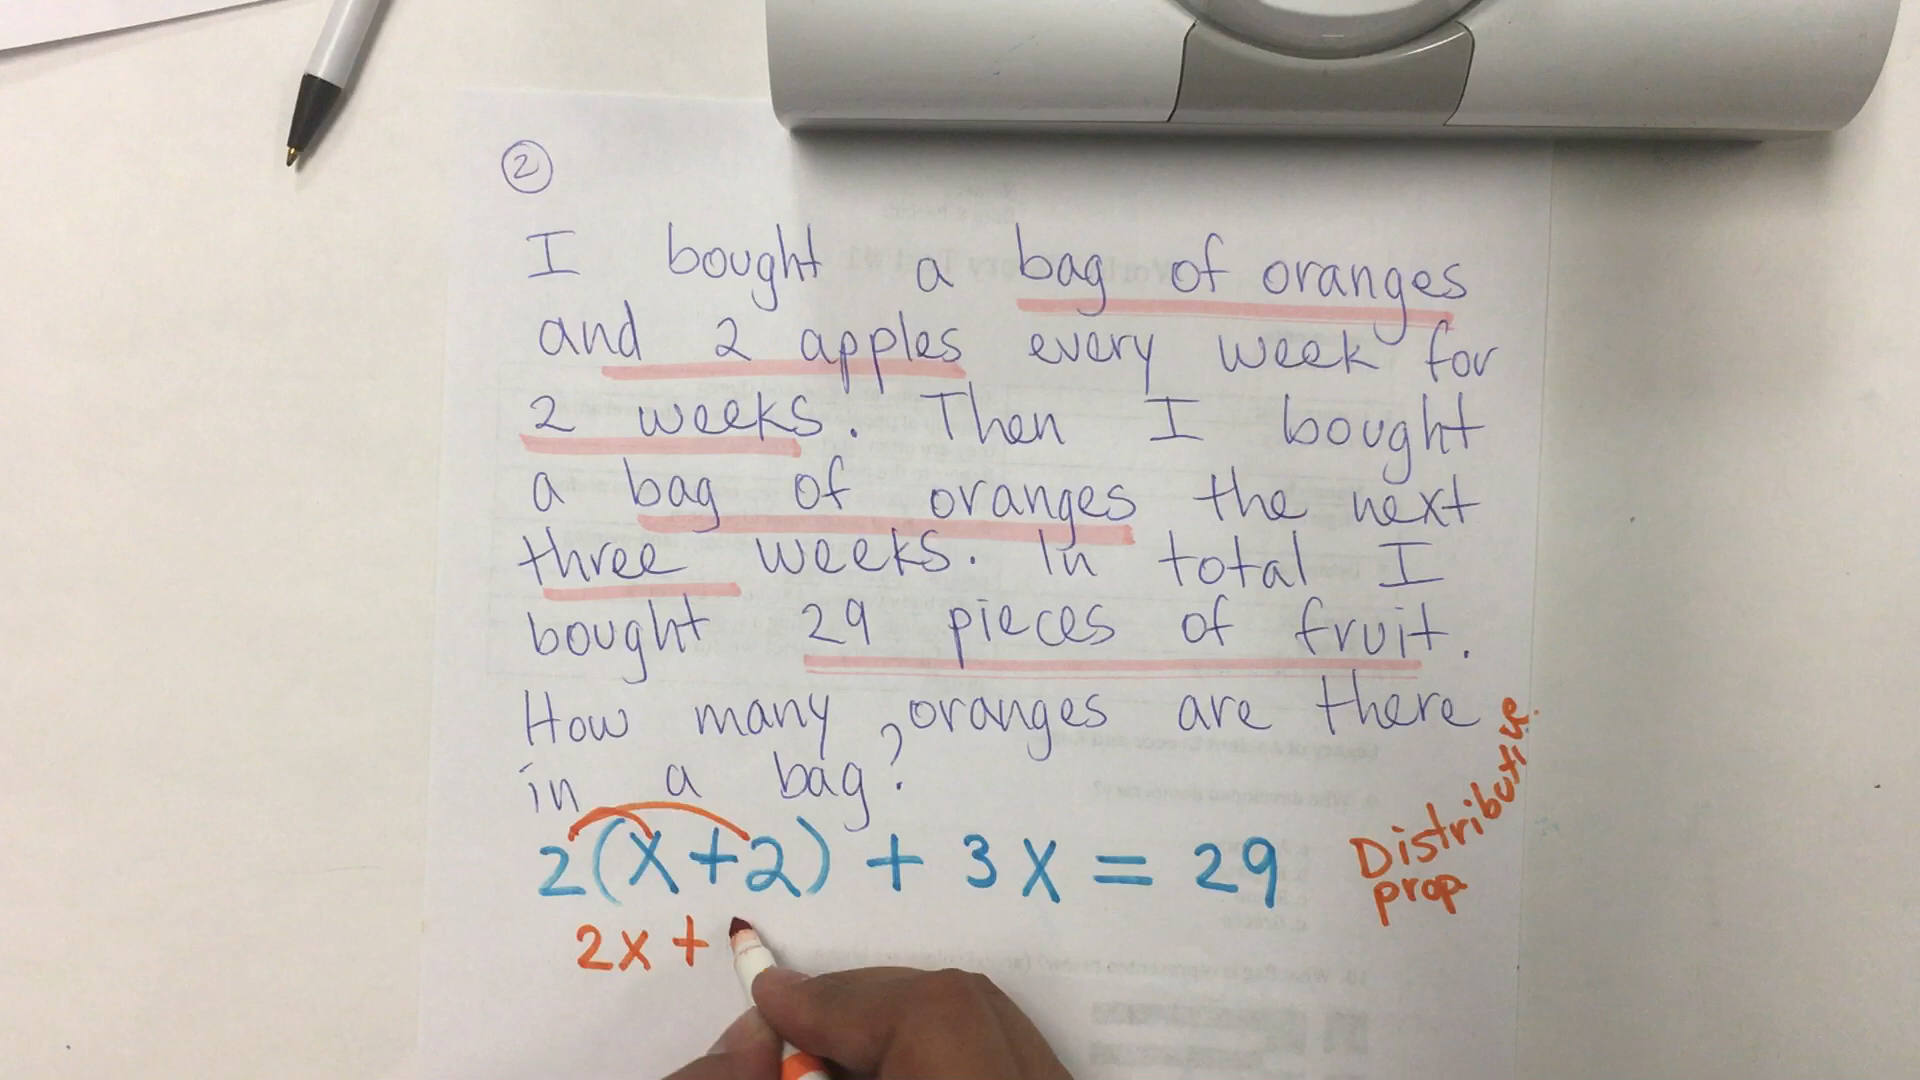 2
I bought a bag of oranges
and 2 apples every week for
2 weeks. Then I bought
a bag of oranges the next
three weeks. In total I
bought 29 pieces of fruit.
How many oranges are there
in a bag?
2(x+2) + 3x = 29
Distributive
prop.
2x +